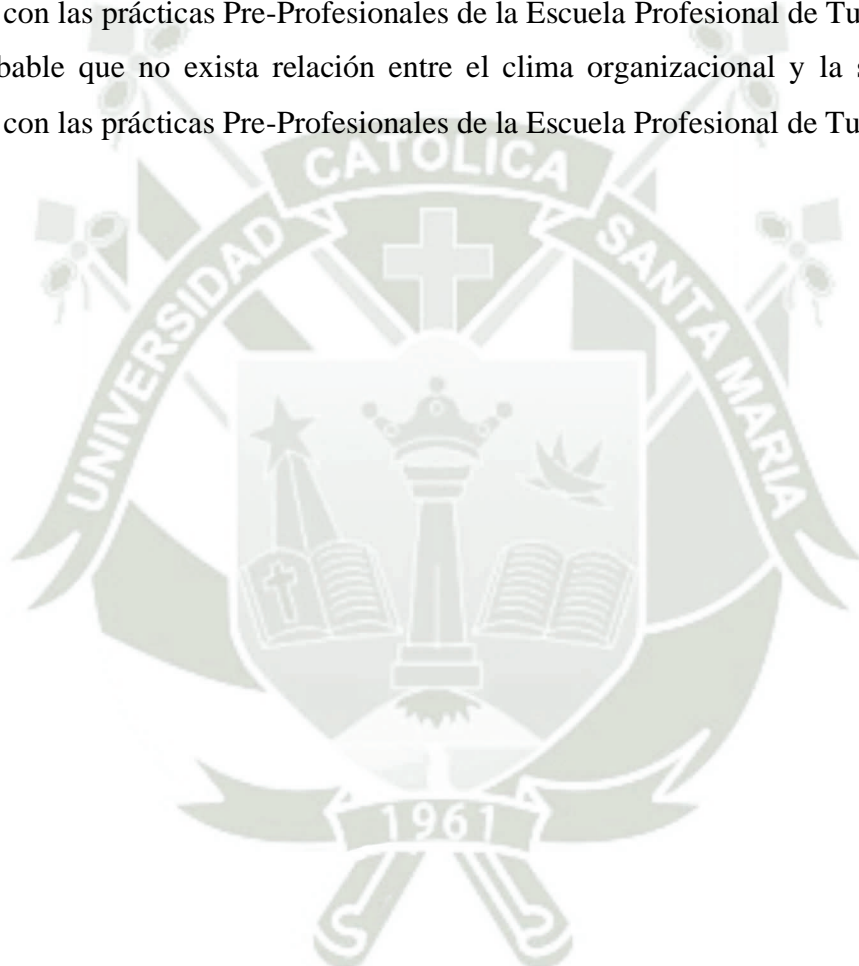 con las prácticas Pre-Profesionales de la Escuela Profesional de Tu
bable que no exista relación entre el clima organizacional y la s
con las prácticas Pre-Profesionales de la Escuela Profesional de Tu
UNIVERSIDAD CATOLICA SANTA MARIA
1961